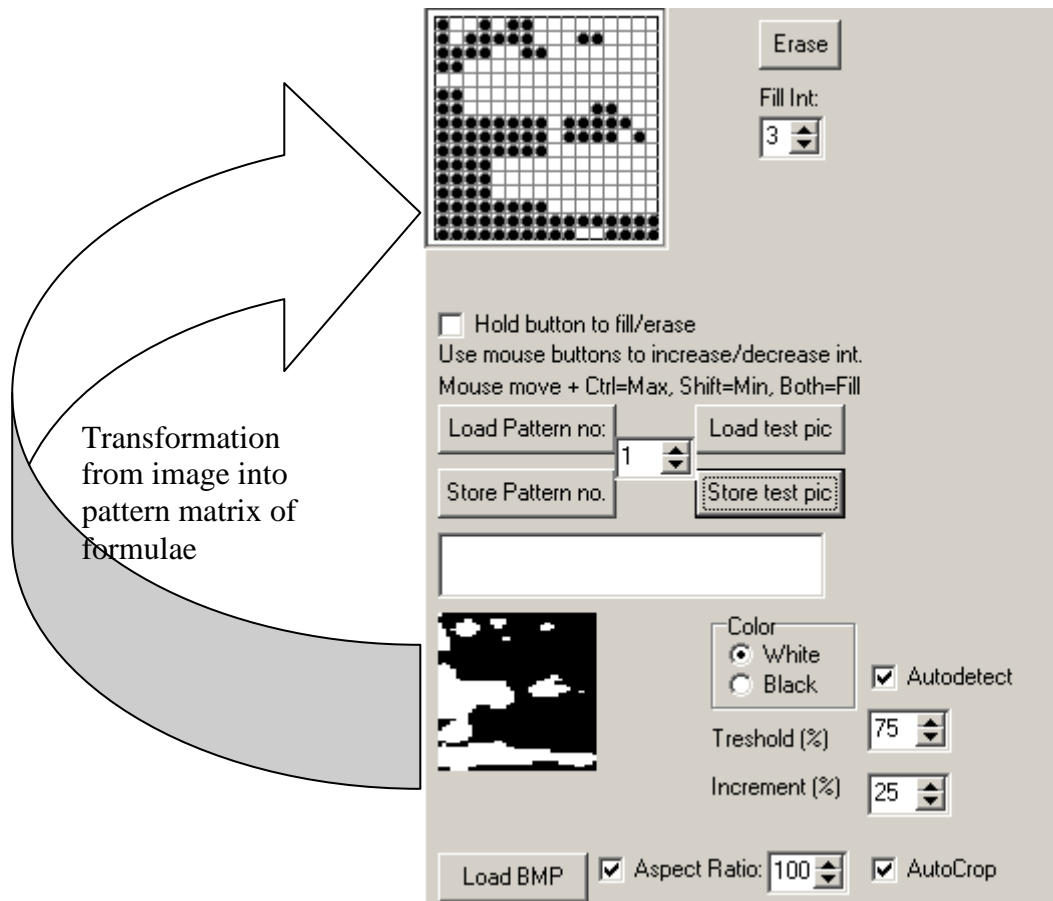 Erase
Fill Int:
3
Hold button to fill/erase
Use mouse buttons to increase/decrease int.
Mouse move + Ctrl=Max, Shift=Min, Both=Fill
Load Pattern no:
1
Load test pic
Store Pattern no.
Store test pic
Transformation
from image into
pattern matrix of
formulae
Color
White
Black
Autodetect
Treshold (%)
75
Increment (%)
25
Load BMP
Aspect Ratio:
100
AutoCrop